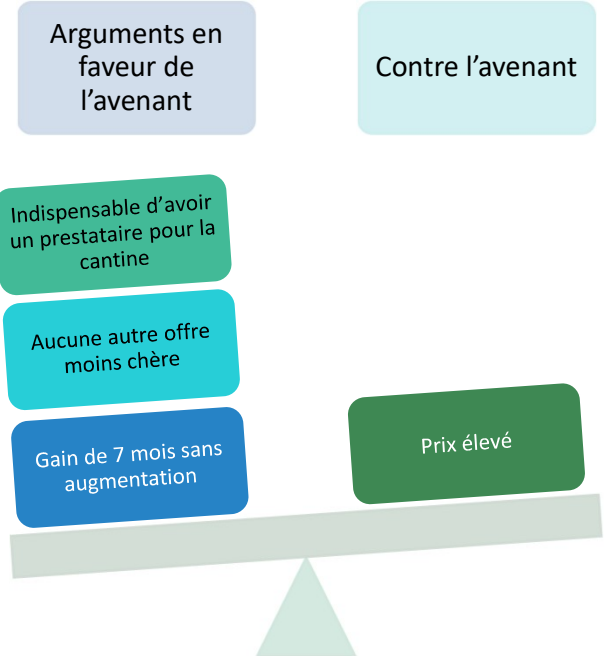 Arguments en
faveur de
l’avenant
Contre l’avenant
Indispensable d’avoir
un prestataire pour la
cantine
Aucune autre offre
moins chère
Gain de 7 mois sans
augmentation
Prix élevé